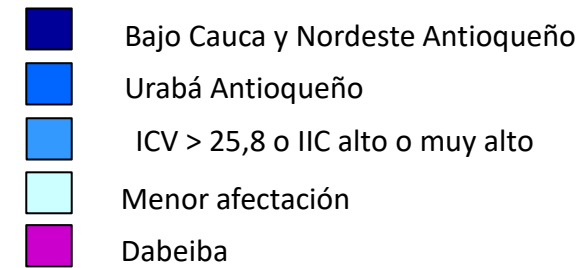 Bajo Cauca y Nordeste Antioqueño
Urabá Antioqueño
ICV > 25,8 o IIC alto o muy alto
Menor afectación
Dabeiba